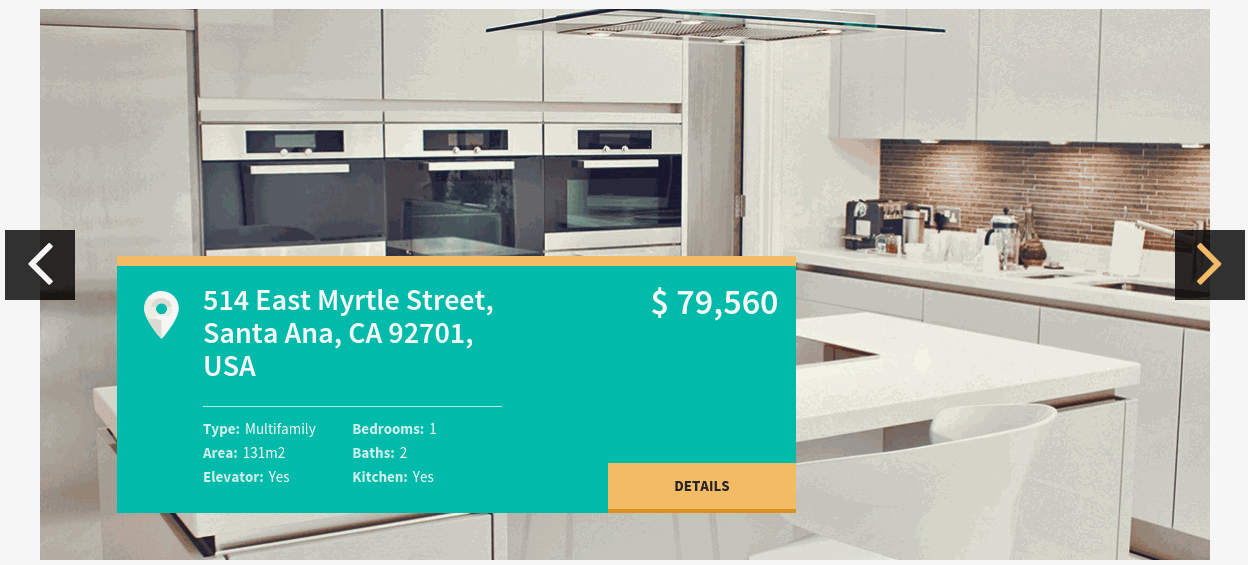 514 East Myrtle Street,
Santa Ana, CA 92701,
USA
$ 79,560
Type: Multifamily
Bedrooms: 1
Area: 131m2
Baths: 2
Elevator: Yes
Kitchen: Yes
DETAILS